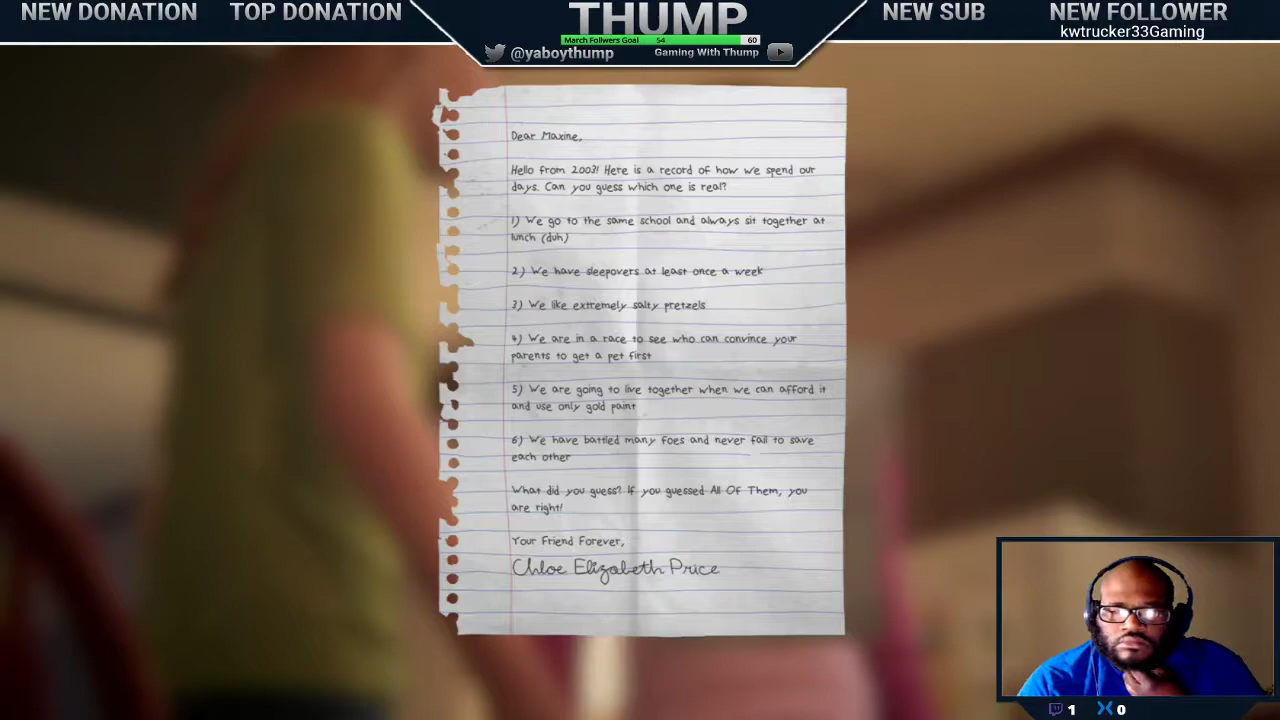 NEW DONATION
TOP DONATION
THUMP
NEW SUB
NEW FOLLOWER
kwtrucker33Gaming
March Follwers Goal 54 60
@yaboythump
Gaming With Thump
Dear Maxine,
Hello from 2003! Here is a record of how we spend our
days. Can you guess which one is real?
1) We go to the same school and always sit together at
lunch (duh)
2) We have sleepovers at least once a week
3) We like extremely salty pretzels
4) We are in a race to see who can convince your
parents to get a pet first
5) We are going to live together when we can afford it
and use only gold paint
6) We have battled many foes and never fail to save
each other
What did you guess? If you guessed All Of Them, you
are right!
Your Friend Forever,
Chloe Elizabeth Price
1
0